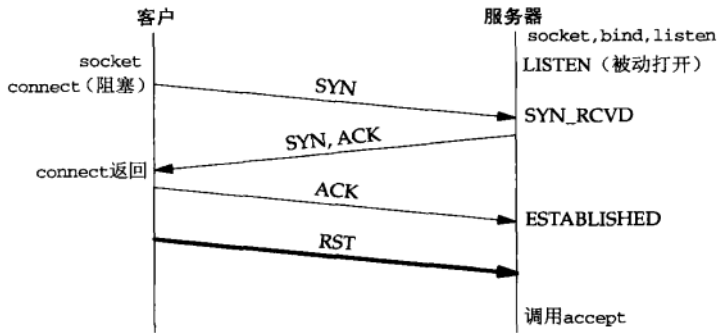 客户
服务器
socket
connect（阻塞）
socket,bind,listen
LISTEN（被动打开）
SYN
SYN_RCVD
SYN, ACK
connect返回
ACK
ESTABLISHED
RST
调用accept